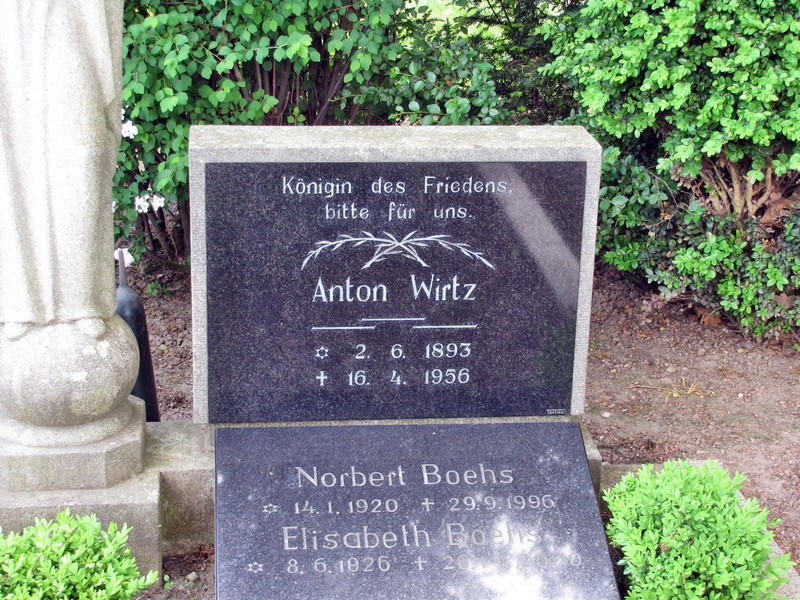 Königin des Friedens,
bitte für uns.
Anton Wirtz
✡ 2. 6. 1893
✝ 16. 4. 1956
Norbert Boehs
✡ 14.1.1920 ✝ 29.9.1996
Elisabeth Boehs
✡ 8.6.1926 ✝